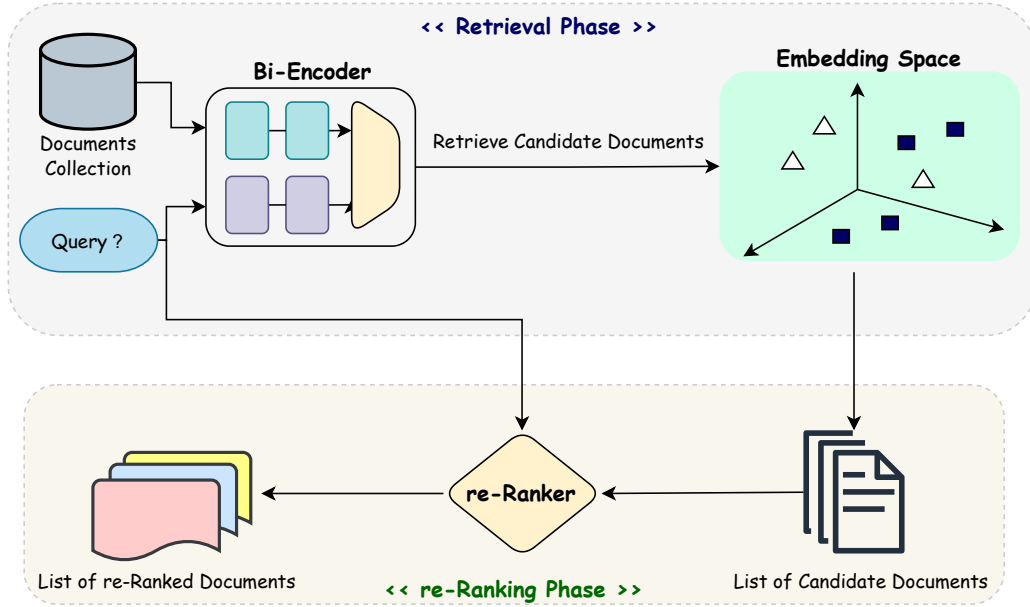 << Retrieval Phase >>
Bi-Encoder
Embedding Space
Documents
Collection
Retrieve Candidate Documents
Query ?
re-Ranker
List of re-Ranked Documents
List of Candidate Documents
<< re-Ranking Phase >>